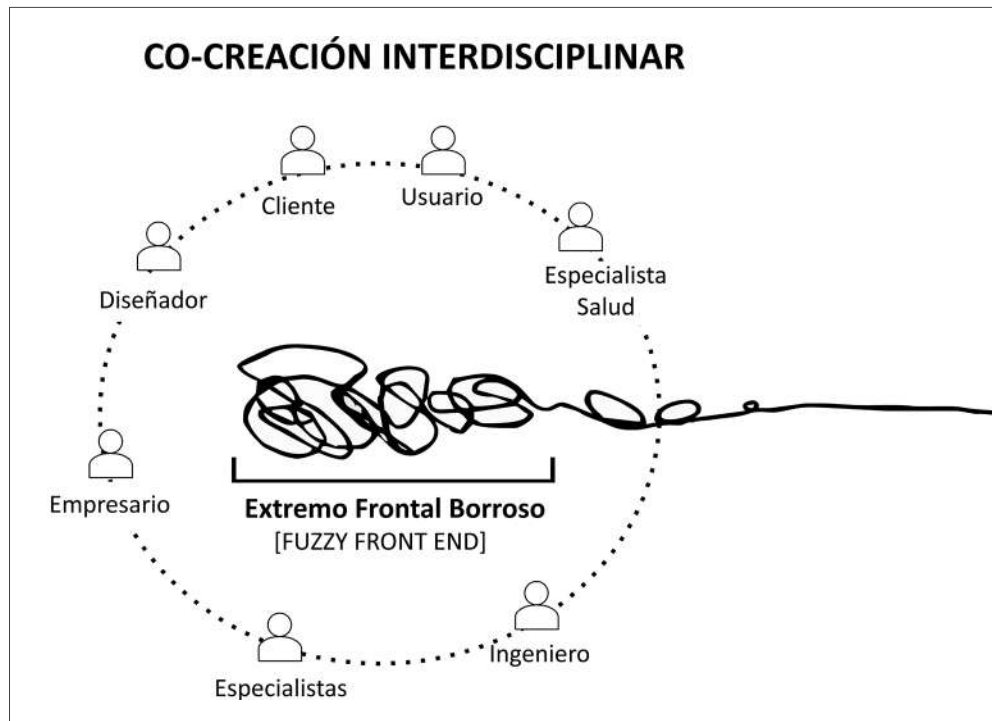 CO-CREACIÓN INTERDISCIPLINAR
Cliente
Usuario
Especialista
Salud
Diseñador
Empresario
Extremo Frontal Borroso
[FUZZY FRONT END]
Ingeniero
Especialistas